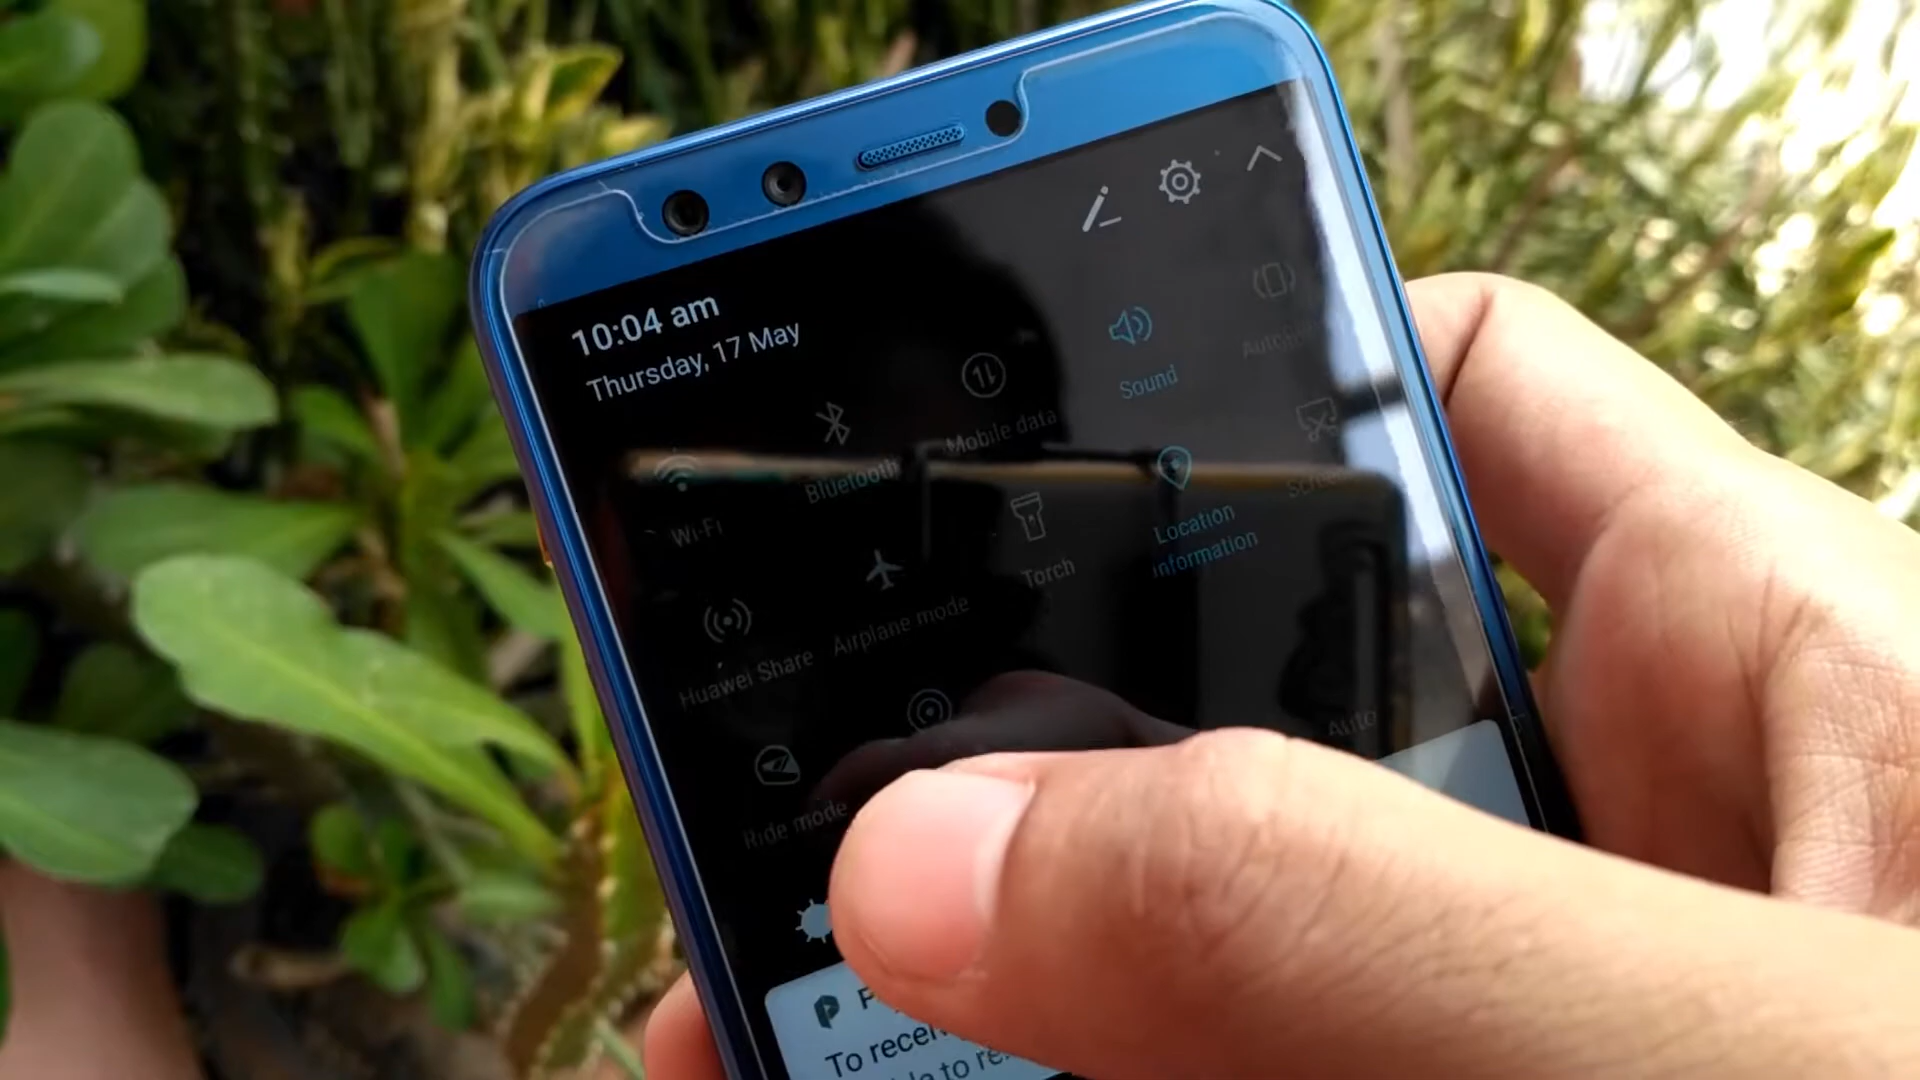 10:04 am
Thursday, 17 May
Wi-Fi
Bluetooth
Mobile data
Sound
Huawei Share
Airplane mode
Torch
Location
information
Ride mode
Auto
To
to